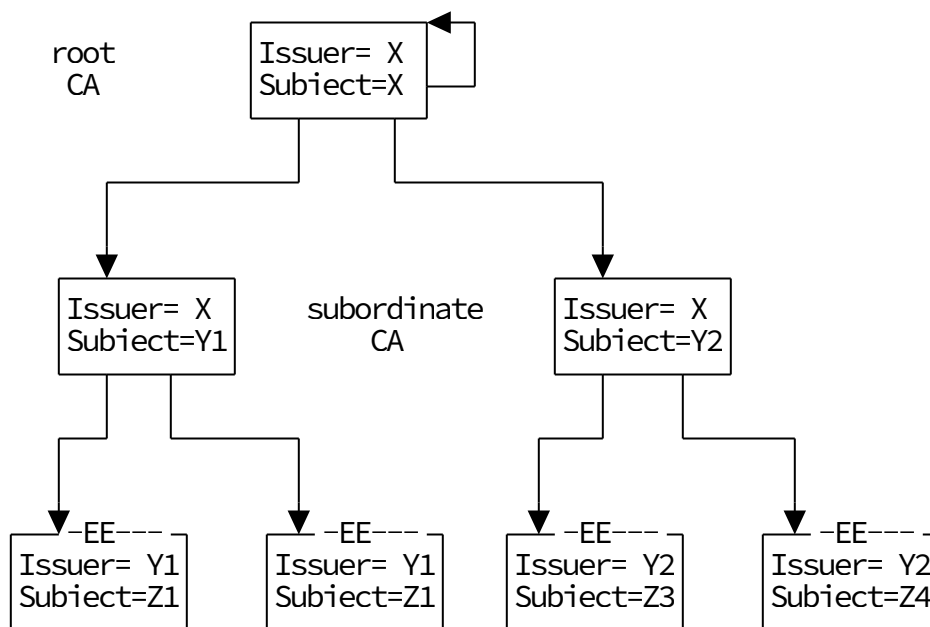 root
CA
Issuer= X
Subiect=X
Issuer= X
Subiect=Y1
subordinate
CA
Issuer= X
Subiect=Y2
-EE---
Issuer= Y1
Subiect=Z1
-EE---
Issuer= Y1
Subiect=Z1
-EE---
Issuer= Y2
Subiect=Z3
-EE---
Issuer= Y2
Subiect=Z4